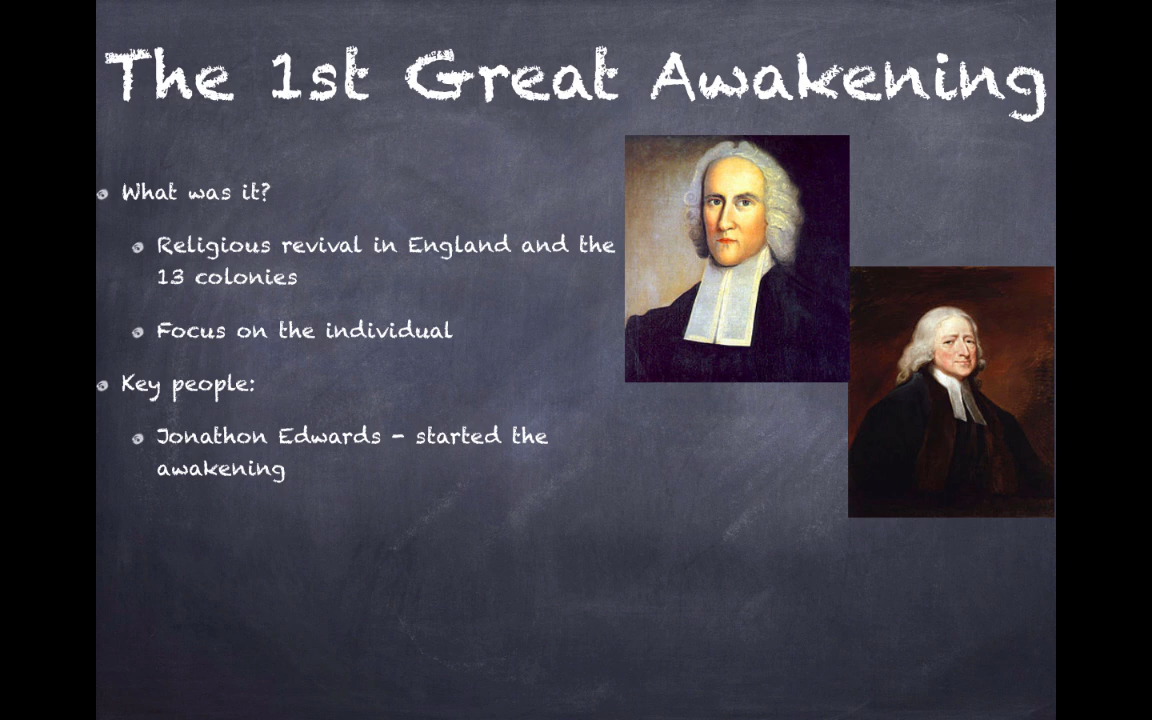 The 1st Great Awakening
What was it?
Religious revival in England and the
13 colonies
Focus on the individual
Key people:
Jonathon Edwards - started the
awakening